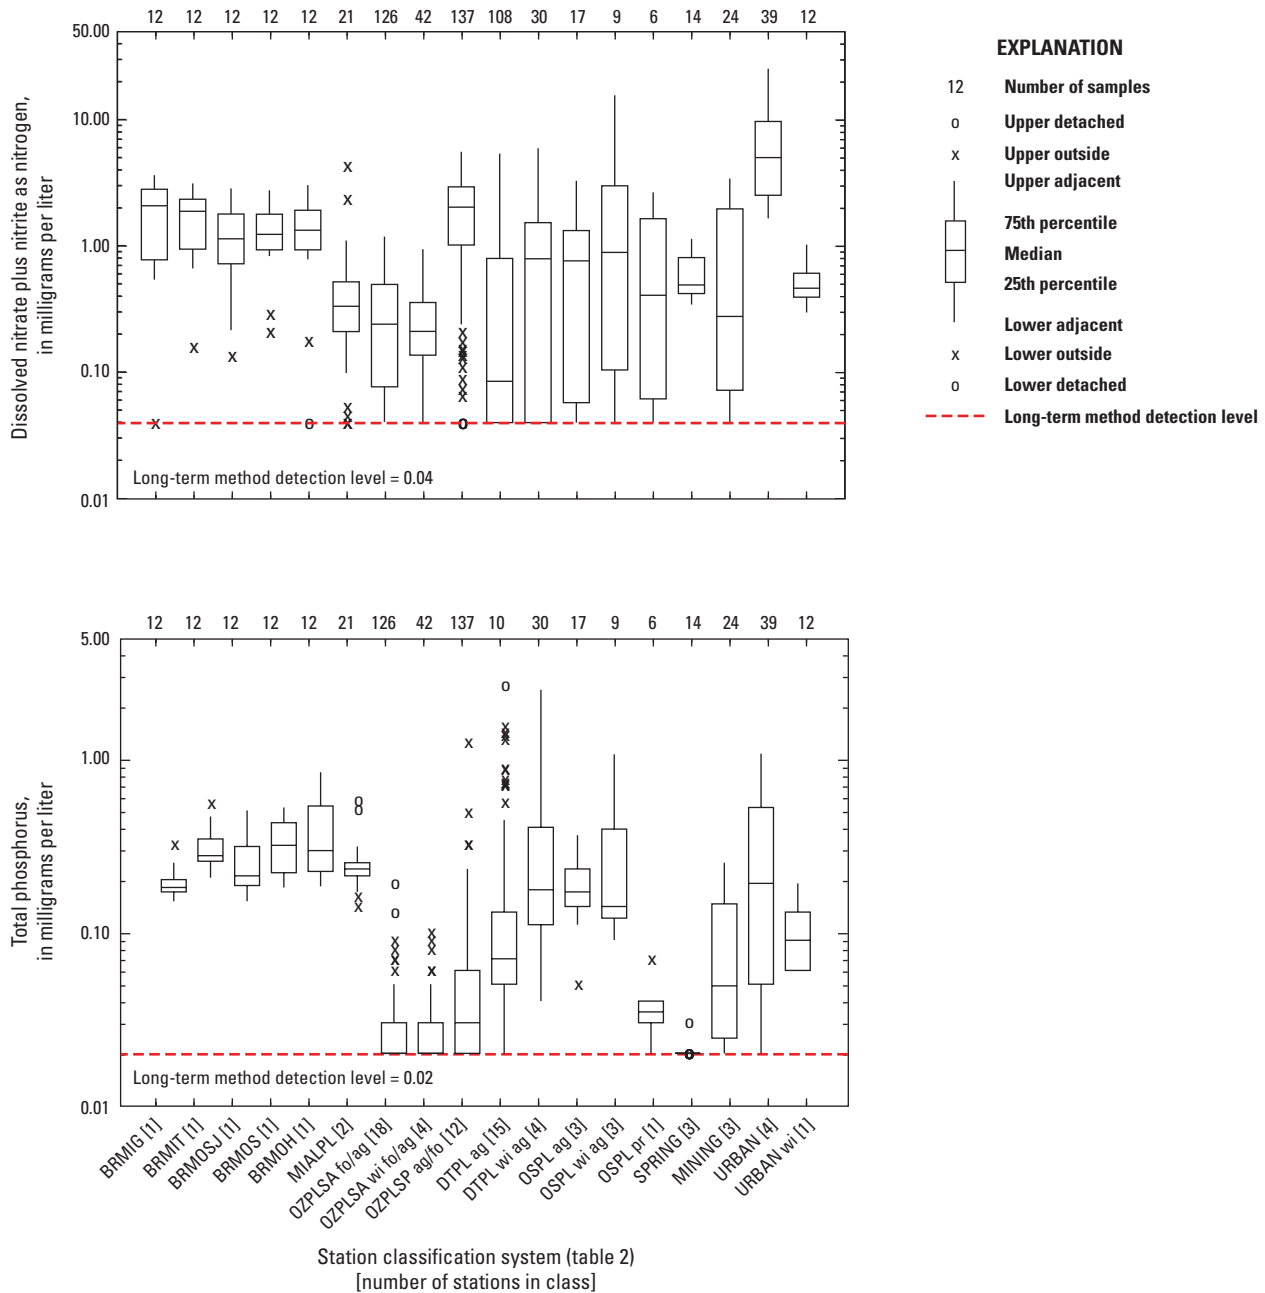 12 12 12 12 12 21 126 42 137 108 30 17 9 6 14 24 39 12
50.00
10.00
1.00
0.10
0.01
Dissolved nitrate plus nitrite as nitrogen,
in milligrams per liter
x x x x x x x x x x x x x x x x x x x x x
o o
Long-term method detection level = 0.04
EXPLANATION
12 Number of samples
o Upper detached
x Upper outside
Upper adjacent
75th percentile
Median
25th percentile
Lower adjacent
x Lower outside
o Lower detached
Long-term method detection level
12 12 12 12 12 21 126 42 137 10 30 17 9 6 14 24 39 12
5.00
1.00
0.10
0.01
Total phosphorus,
in milligrams per liter
Long-term method detection level = 0.02
BRMIG [1]
BRMIT [1]
BRMOSJ [1]
BRMOS [1]
BRMOH [1]
MIALPL [2]
OZPLSA fo/ag [18]
OZPLSA wi fo/ag [4]
OZPLSP ag/fo [12]
DTPL ag [15]
DTPL wi ag [4]
OSPL ag [3]
OSPL wi ag [3]
OSPL pr [1]
SPRING [3]
MINING [3]
URBAN [4]
URBAN wi [1]
Station classification system (table 2)
[number of stations in class]